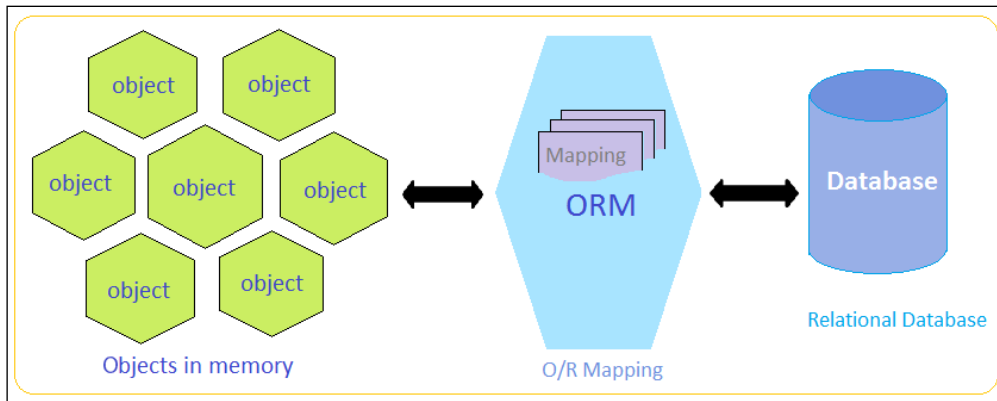 object
object
object
object
object
object
object
Objects in memory
Mapping
ORM
O/R Mapping
Database
Relational Database